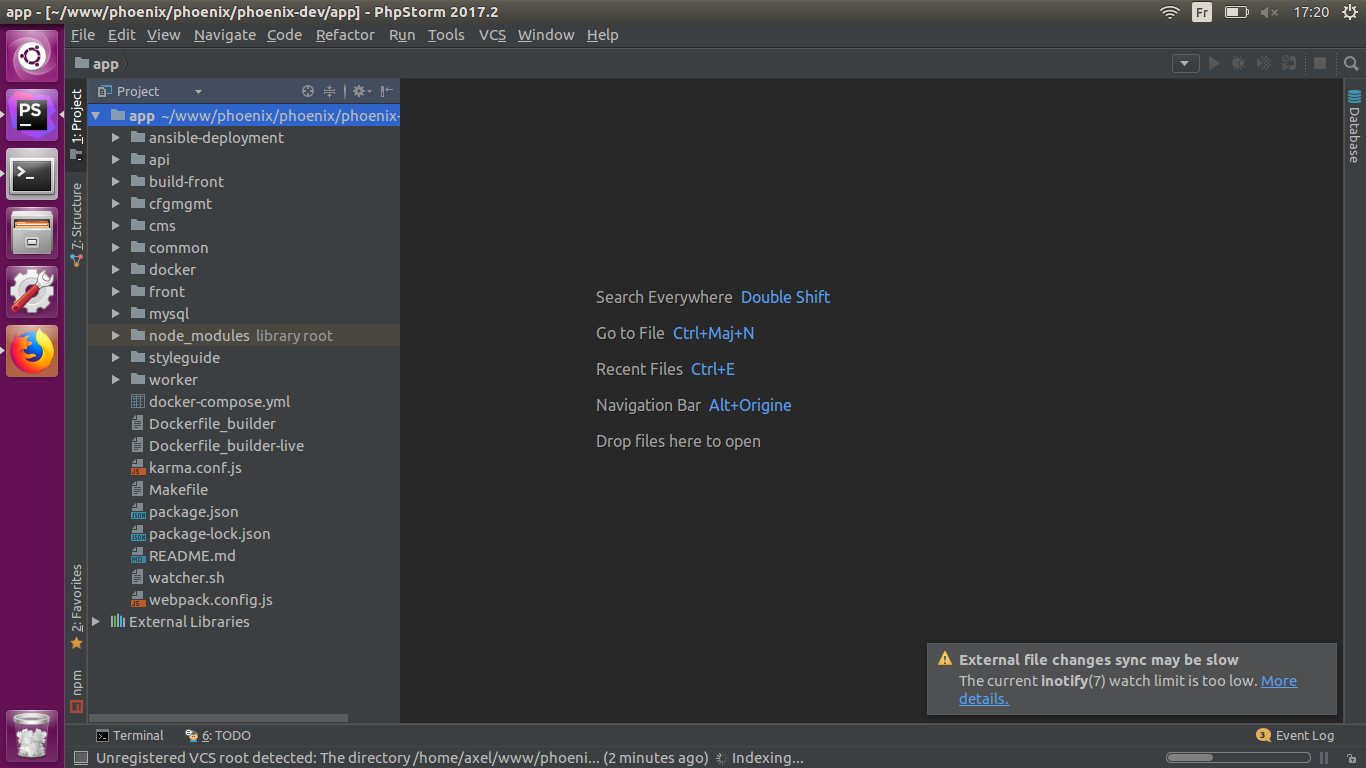 app - [~/www/phoenix/phoenix/phoenix-dev/app] - PhpStorm 2017.2
Fr
17:20
File Edit View Navigate Code Refactor Run Tools VCS Window Help
app
PS
1: Project
7: Structure
2: Favorites
npm
Project
app ~/www/phoenix/phoenix/phoenix-
ansible-deployment
api
build-front
cfgmgmt
cms
common
docker
front
mysql
node_modules library root
styleguide
worker
docker-compose.yml
Dockerfile_builder
Dockerfile_builder-live
karma.conf.js
Makefile
package.json
package-lock.json
README.md
watcher.sh
webpack.config.js
External Libraries
Search Everywhere Double Shift
Go to File Ctrl+Maj+N
Recent Files Ctrl+E
Navigation Bar Alt+Origine
Drop files here to open
Database
External file changes sync may be slow
The current inotify(7) watch limit is too low. More
details.
Terminal
6: TODO
3 Event Log
Unregistered VCS root detected: The directory /home/axel/www/phoeni... (2 minutes ago) Indexing...